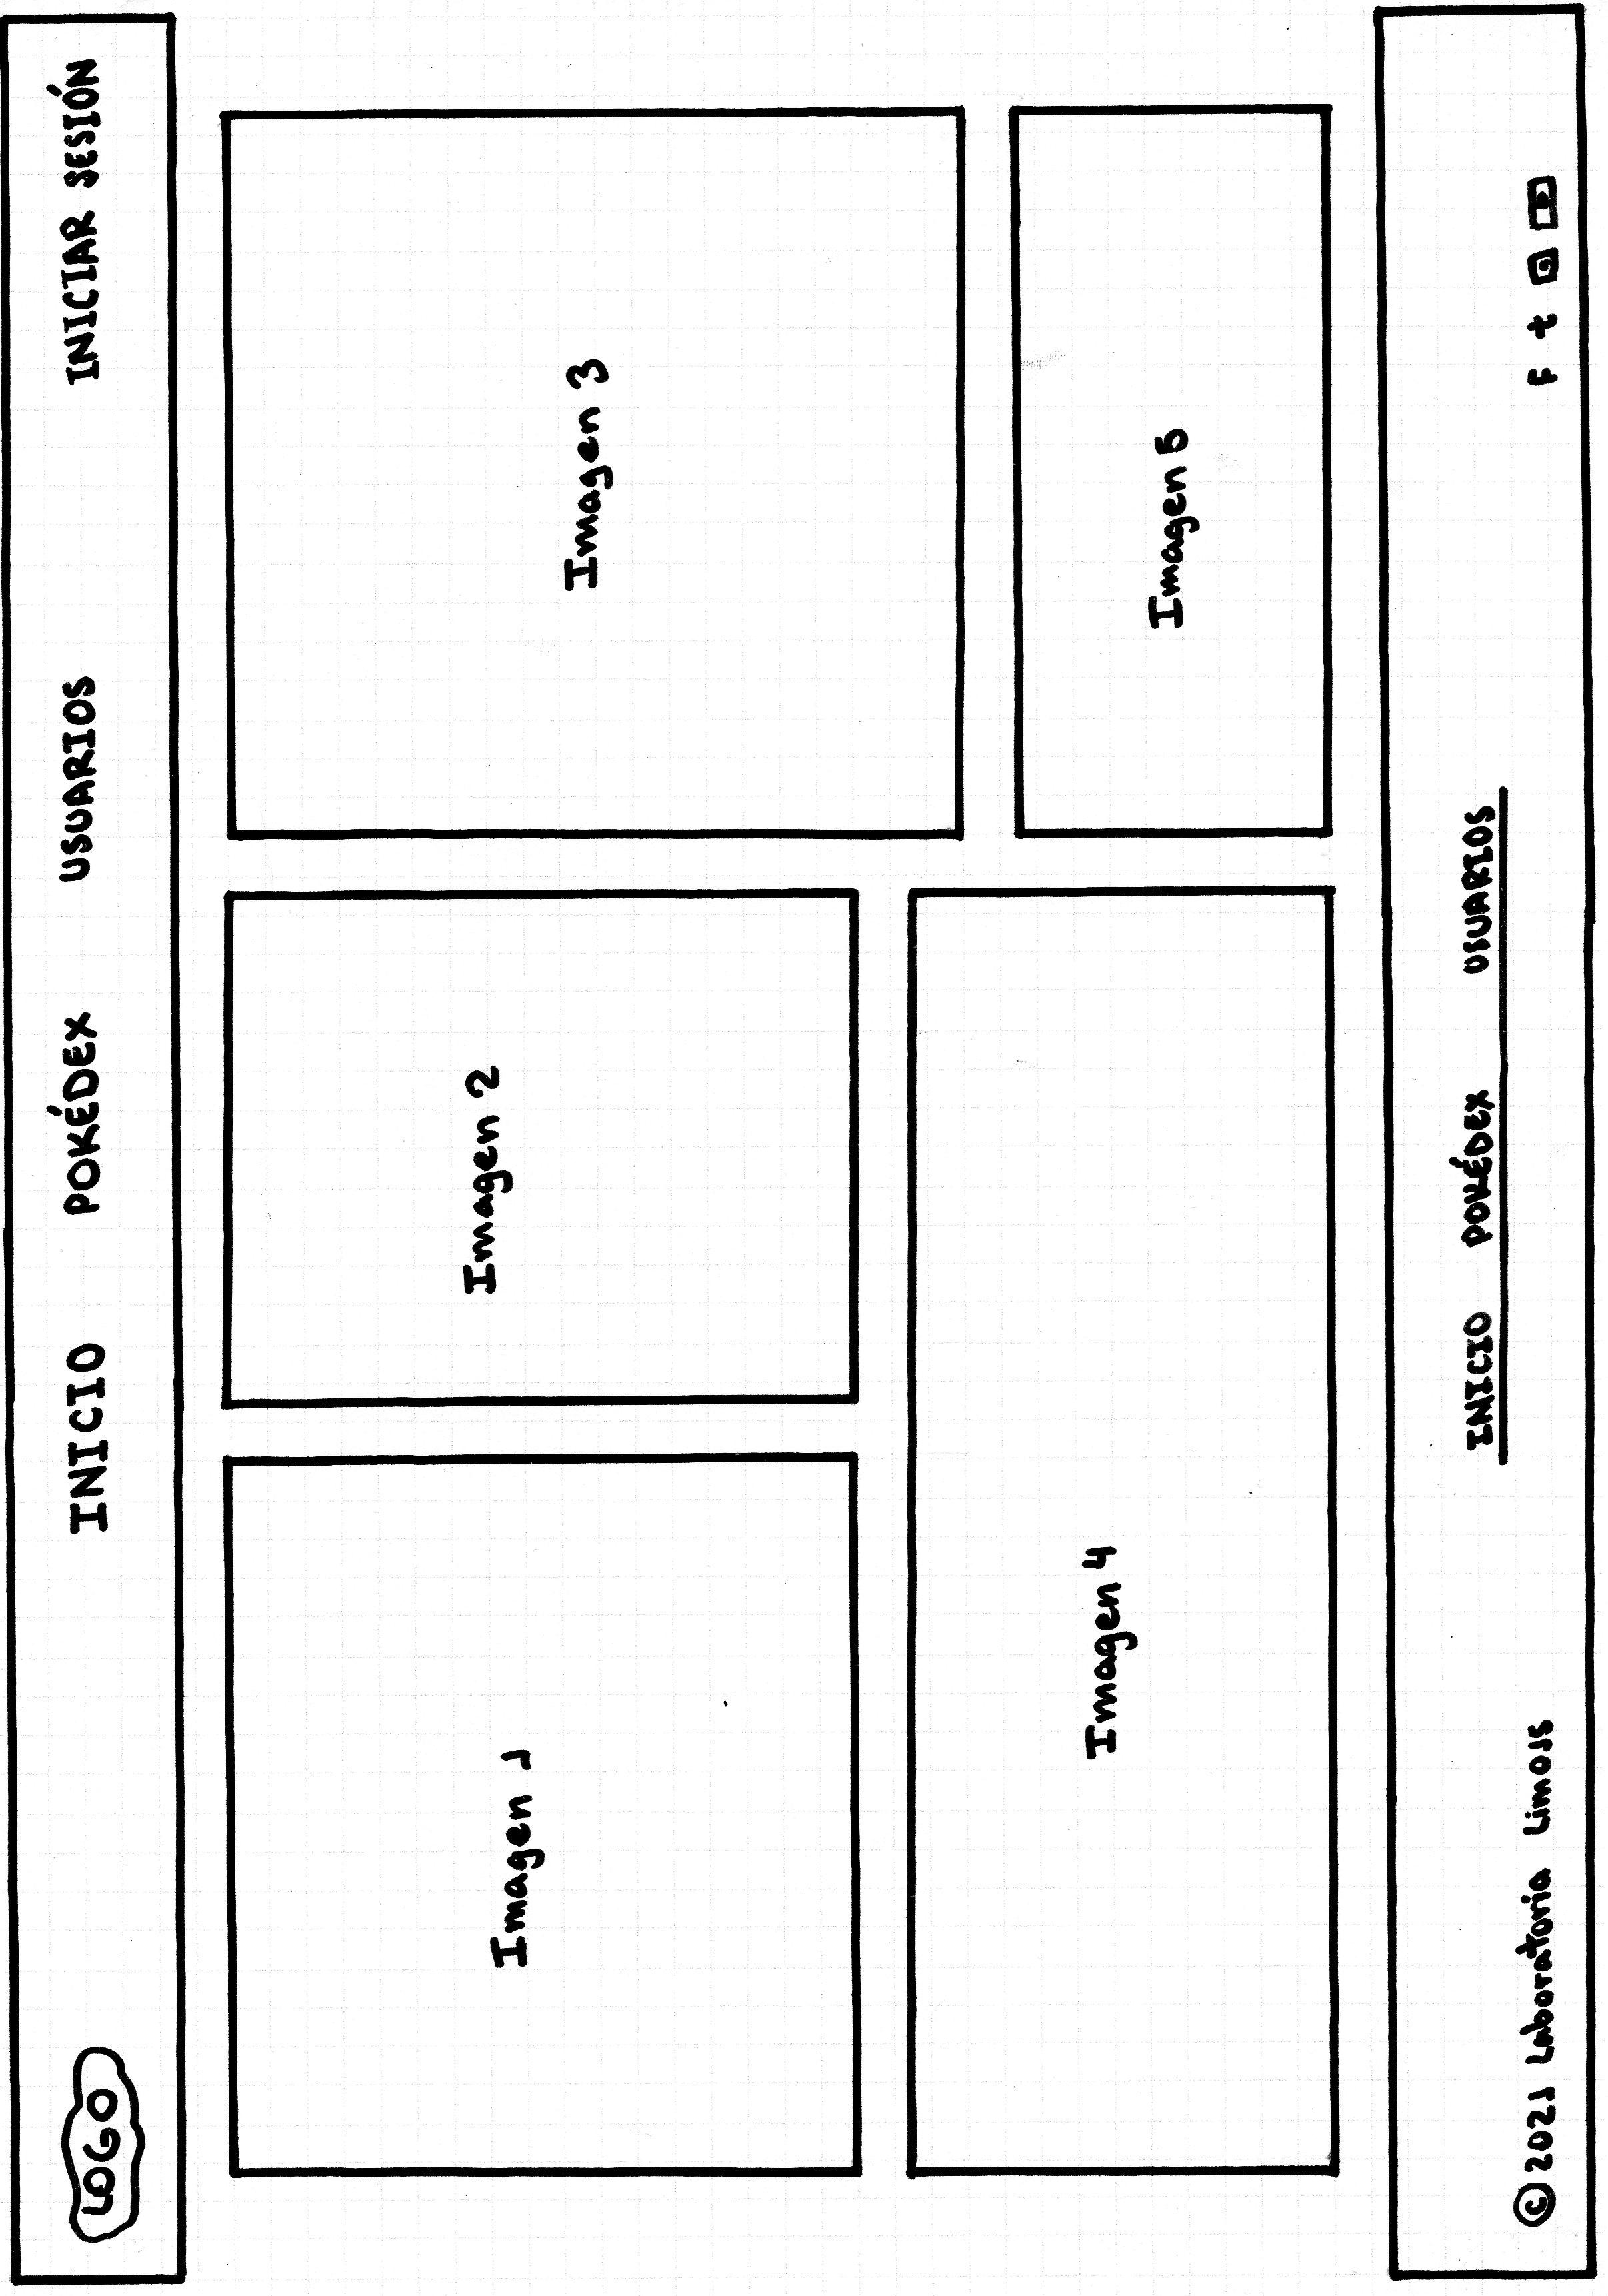 LOGO INICIO POKÉDEX USUARIOS INICIAR SESIÓN
Imagen 1
Imagen 2
Imagen 3
Imagen 4
Imagen 5
INICIO POKÉDEX USUARIOS
© 2021 Laboratoria LimoJS
F t